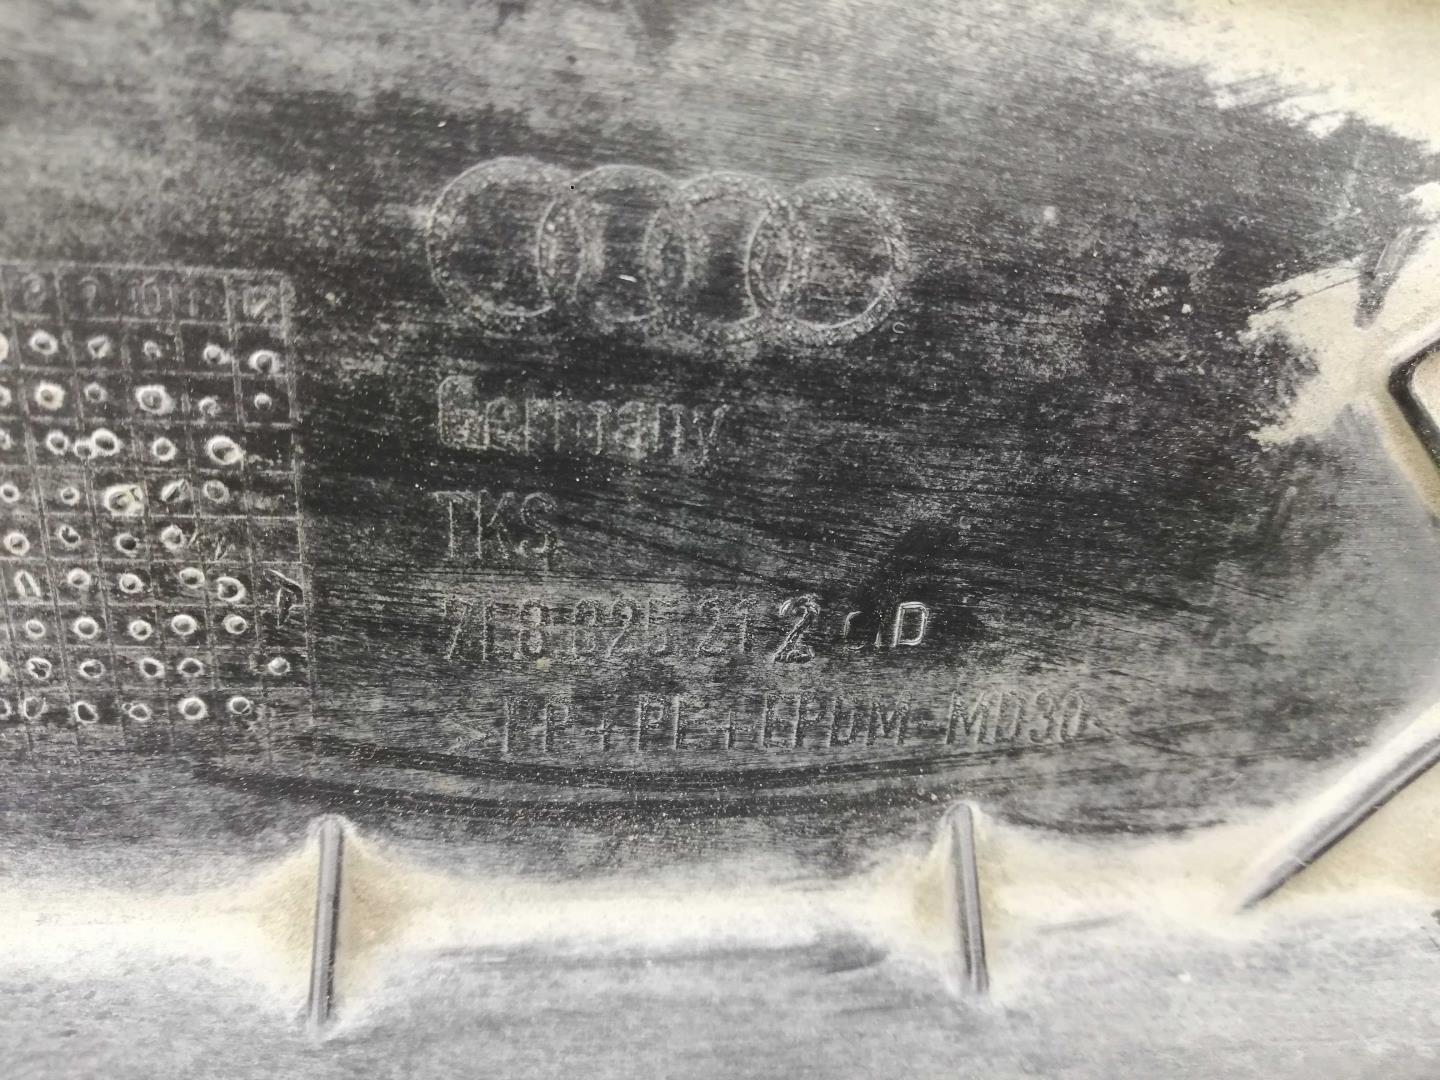 Germany
TKS
7L8 825 212 D
>PP+PE+EPDM-MD30<